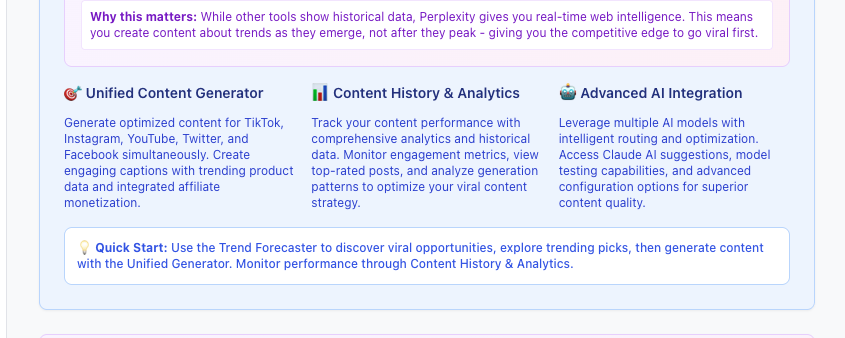 Why this matters: While other tools show historical data, Perplexity gives you real-time web intelligence. This means
you create content about trends as they emerge, not after they peak - giving you the competitive edge to go viral first.
🎯 Unified Content Generator
Generate optimized content for TikTok,
Instagram, YouTube, Twitter, and
Facebook simultaneously. Create
engaging captions with trending product
data and integrated affiliate
monetization.
📊 Content History & Analytics
Track your content performance with
comprehensive analytics and historical
data. Monitor engagement metrics, view
top-rated posts, and analyze generation
patterns to optimize your viral content
strategy.
🤖 Advanced AI Integration
Leverage multiple AI models with
intelligent routing and optimization.
Access Claude AI suggestions, model
testing capabilities, and advanced
configuration options for superior
content quality.
💡 Quick Start: Use the Trend Forecaster to discover viral opportunities, explore trending picks, then generate content
with the Unified Generator. Monitor performance through Content History & Analytics.